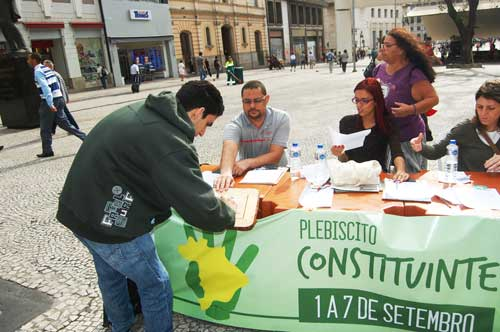 PLEBISCITO
CONSTITUINTE
1 A 7 DE SETEMBRO